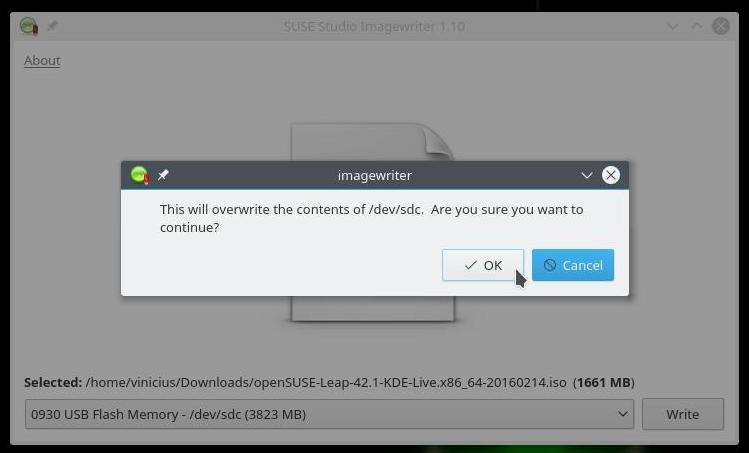 SUSE Studio Imagewriter 1.10
About
imagewriter
This will overwrite the contents of /dev/sdc.  Are you sure you want to
continue?
OK
Cancel
Selected: /home/vinicius/Downloads/openSUSE-Leap-42.1-KDE-Live.x86_64-20160214.iso  (1661 MB)
0930 USB Flash Memory - /dev/sdc (3823 MB)
Write